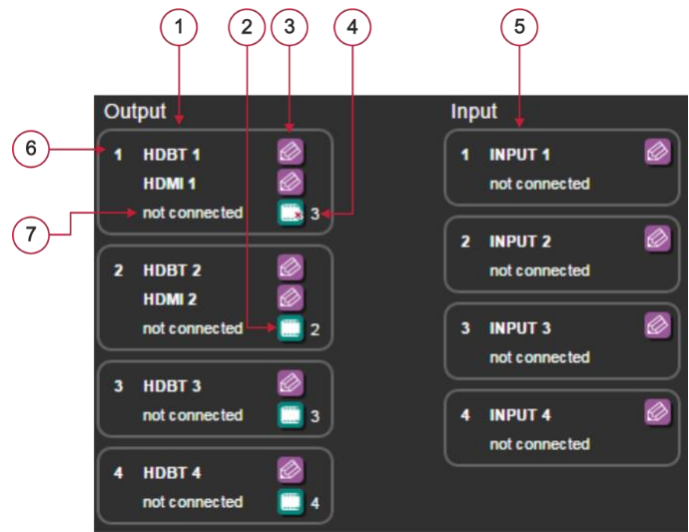 1
2
3
4
5
6
7
Output
1 HDBT 1
HDMI 1
not connected 3
2 HDBT 2
HDMI 2
not connected 2
3 HDBT 3
not connected 3
4 HDBT 4
not connected 4
Input
1 INPUT 1
not connected
2 INPUT 2
not connected
3 INPUT 3
not connected
4 INPUT 4
not connected